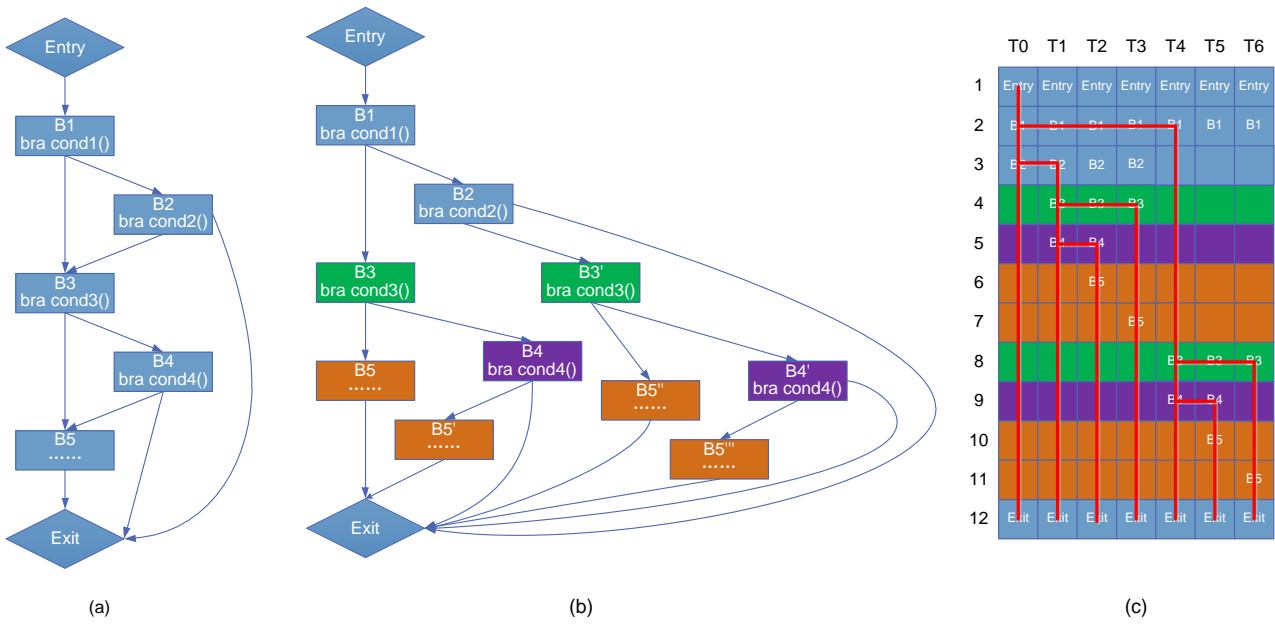 Entry
B1
bra cond1()
B2
bra cond2()
B3
bra cond3()
B4
bra cond4()
B5
......
Exit
(a)
Entry
B1
bra cond1()
B2
bra cond2()
B3
bra cond3()
B3'
bra cond3()
B4
bra cond4()
B4'
bra cond4()
B5
......
B5''
......
B5'
......
B5'''
......
Exit
(b)
T0 T1 T2 T3 T4 T5 T6
1 Entry Entry Entry Entry Entry Entry Entry
2 B1 B1 B1 B1 B1 B1 B1
3 B2 B2 B2 B2
4 B3 B3 B3
5 B4 B4
6 B5
7 B5
8 B3 B3 B3
9 B4 B4
10 B5
11 B5
12 Exit Exit Exit Exit Exit Exit Exit
(c)